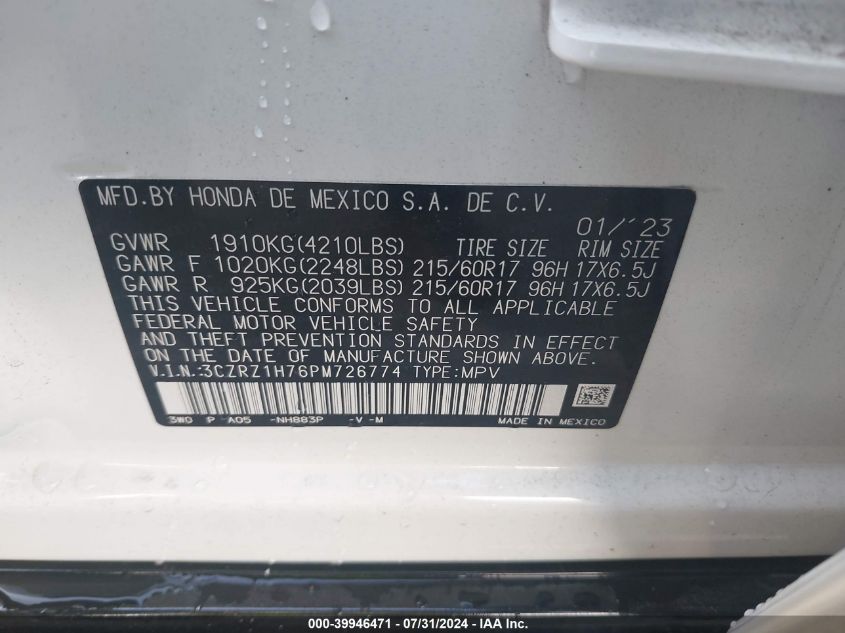 MFD.BY HONDA DE MEXICO S.A. DE C.V.
01/'23
GVWR 1910KG(4210LBS) TIRE SIZE RIM SIZE
GAWR F 1020KG(2248LBS) 215/60R17 96H 17X6.5J
GAWR R 925KG(2039LBS) 215/60R17 96H 17X6.5J
THIS VEHICLE CONFORMS TO ALL APPLICABLE
FEDERAL MOTOR VEHICLE SAFETY
AND THEFT PREVENTION STANDARDS IN EFFECT
ON THE DATE OF MANUFACTURE SHOWN ABOVE.
V.I.N.:3CZRZ1H76PM726774 TYPE:MPV
3W0 P A05 -NH883P -V -M MADE IN MEXICO
000-39946471 - 07/31/2024 - IAA Inc.